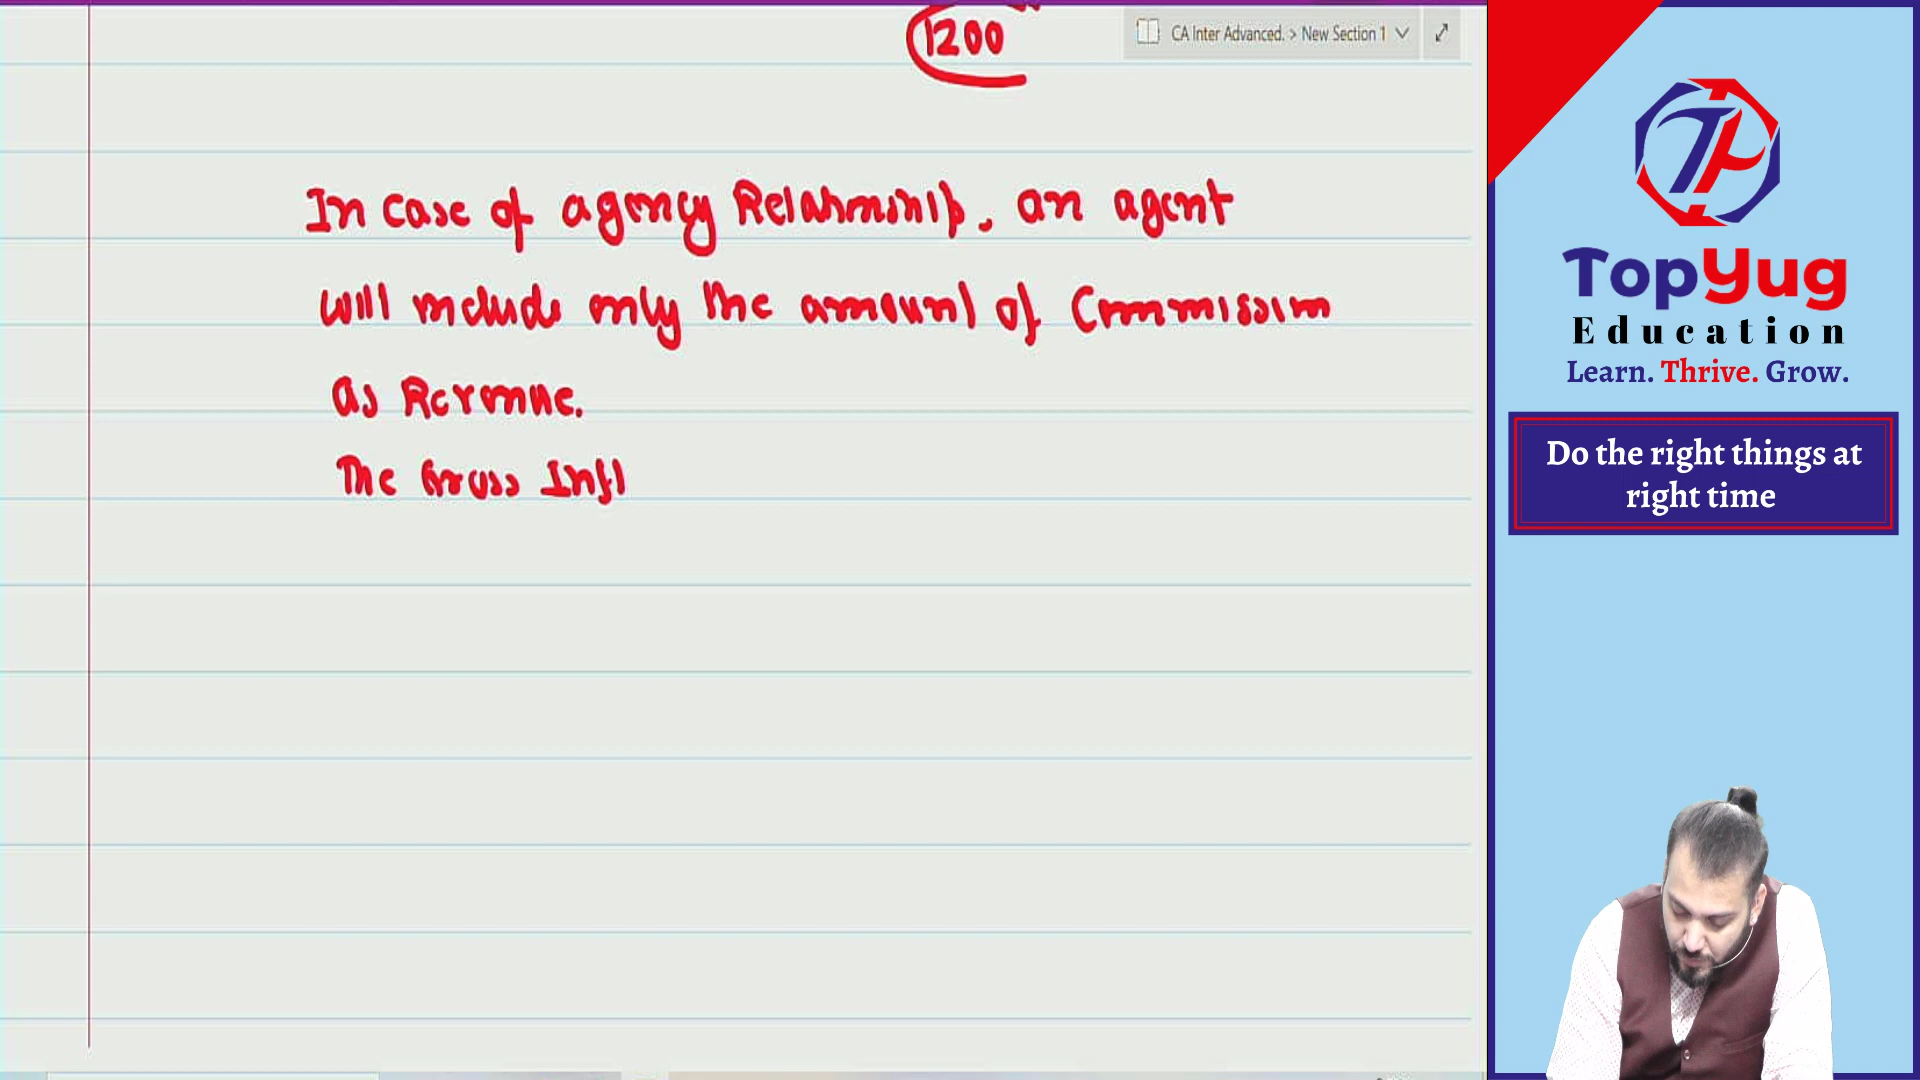 1200
CA Inter Advanced. > New Section 1
In case of agency Relationship, an agent
will include only the amount of Commission
as Revenue.
The Gross Infl
TopYug
Education
Learn. Thrive. Grow.
Do the right things at
right time